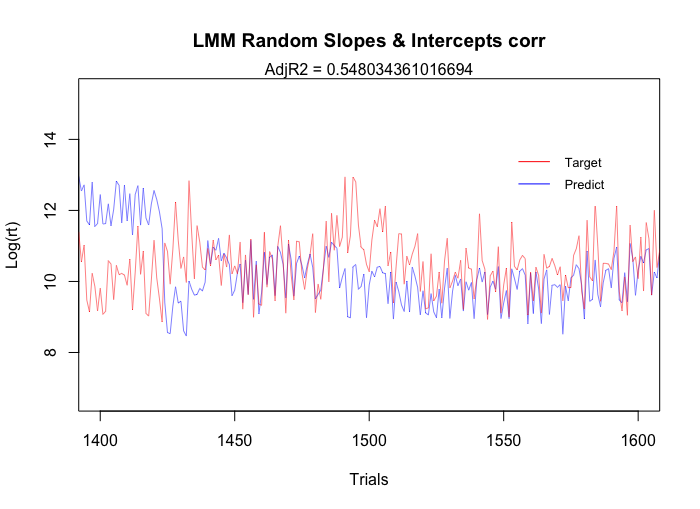 LMM Random Slopes & Intercepts corr
AdjR2 = 0.548034361016694
Log(rt)
14
12
10
8
Target
Predict
1400 1450 1500 1550 1600
Trials